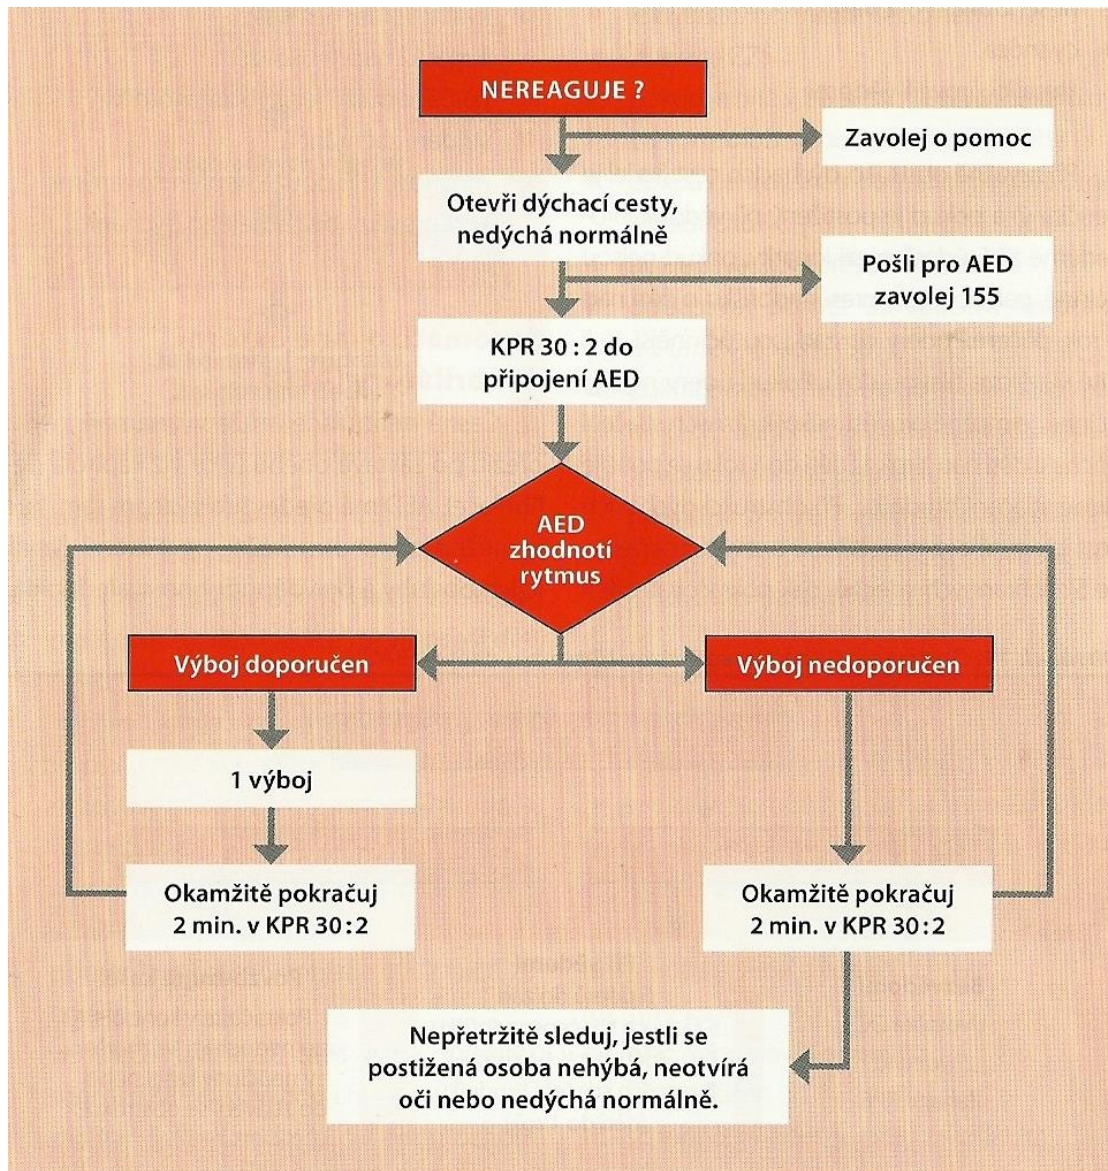 NEREAGUJE ?
Zavolej o pomoc
Otevři dýchací cesty,
nedýchá normálně
Pošli pro AED
zavolej 155
KPR 30 : 2 do
připojení AED
AED
zhodnotí
rytmus
Výboj doporučen
Výboj nedoporučen
1 výboj
Okamžitě pokračuj
2 min. v KPR 30:2
Okamžitě pokračuj
2 min. v KPR 30:2
Nepřetržitě sleduj, jestli se
postižená osoba nehýbá, neotvírá
oči nebo nedýchá normálně.